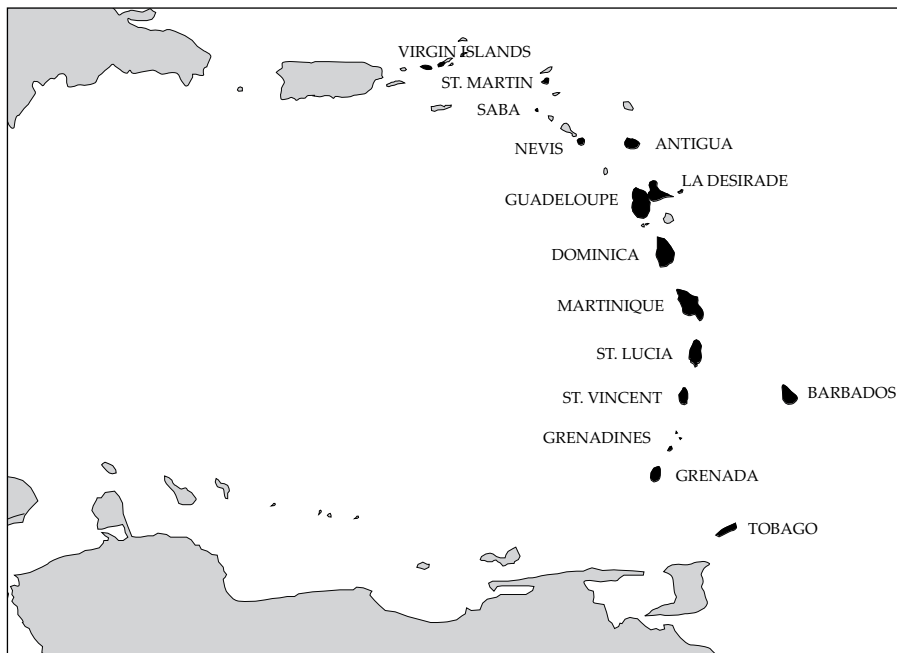 VIRGIN ISLANDS
ST. MARTIN
SABA
NEVIS
ANTIGUA
LA DESIRADE
GUADELOUPE
DOMINICA
MARTINIQUE
ST. LUCIA
ST. VINCENT
BARBADOS
GRENADINES
GRENADA
TOBAGO